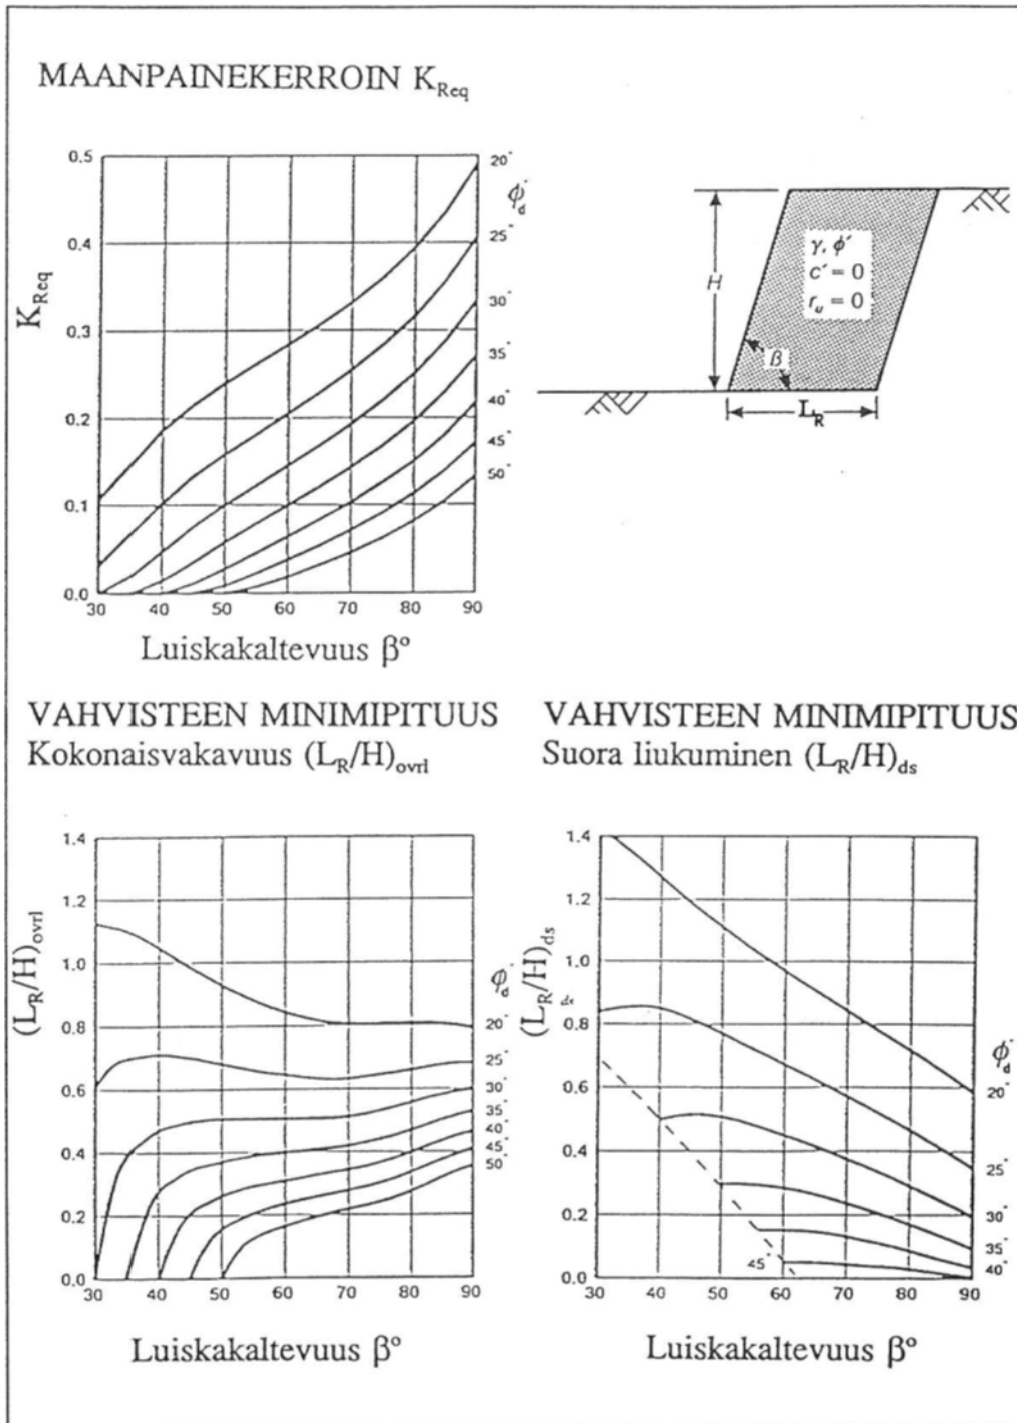 MAANPAINEKERROIN K_Req
0.5
0.4
0.3
0.2
0.1
0.0
K_Req
30 40 50 60 70 80 90
ϕ´_d
20°
25°
30°
35°
40°
45°
50°
Luiskakaltevuus β°
H
γ, ϕ´
c´ = 0
r_u = 0
β
L_R
VAHVISTEEN MINIMIPITUUS
Kokonaisvakavuus (L_R/H)_ovrl
1.4
1.2
1.0
0.8
0.6
0.4
0.2
0.0
(L_R/H)_ovrl
30 40 50 60 70 80 90
ϕ´_d
20°
25°
30°
35°
40°
45°
50°
Luiskakaltevuus β°
VAHVISTEEN MINIMIPITUUS
Suora liukuminen (L_R/H)_ds
1.4
1.2
1.0
0.8
0.6
0.4
0.2
0.0
(L_R/H)_ds
ds
30 40 50 60 70 80 90
ϕ´_d
20°
25°
30°
35°
40°
45°
Luiskakaltevuus β°